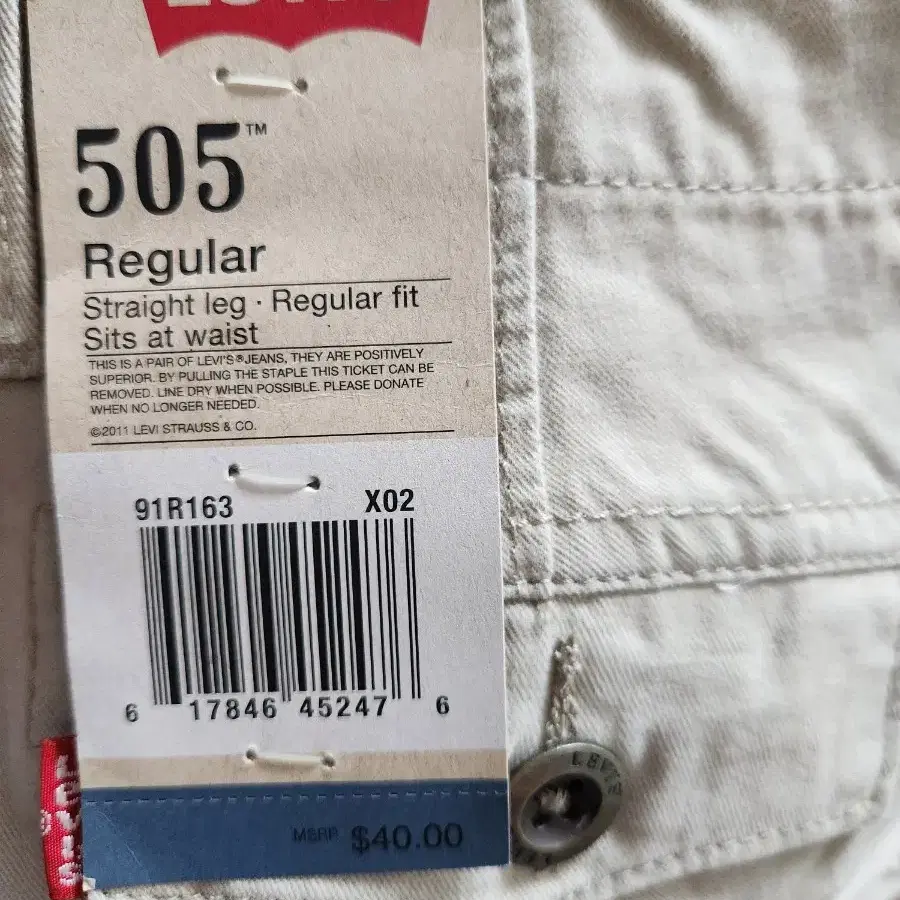 505™
Regular
Straight leg · Regular fit
Sits at waist
THIS IS A PAIR OF LEVI'S® JEANS, THEY ARE POSITIVELY
SUPERIOR. BY PULLING THE STAPLE THIS TICKET CAN BE
REMOVED. LINE DRY WHEN POSSIBLE. PLEASE DONATE
WHEN NO LONGER NEEDED.
©2011 LEVI STRAUSS & CO.
91R163 X02
6 17846 45247 6
MSRP $40.00